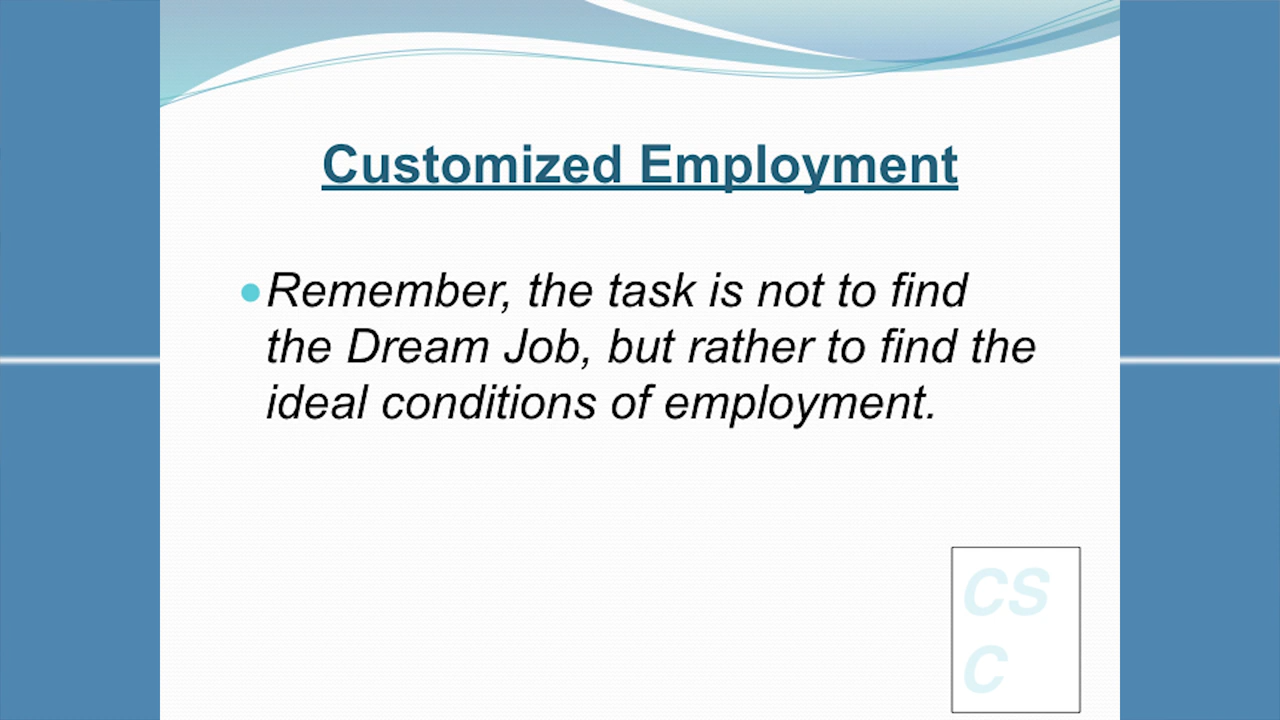 Customized Employment
Remember, the task is not to find
the Dream Job, but rather to find the
ideal conditions of employment.
CS
C